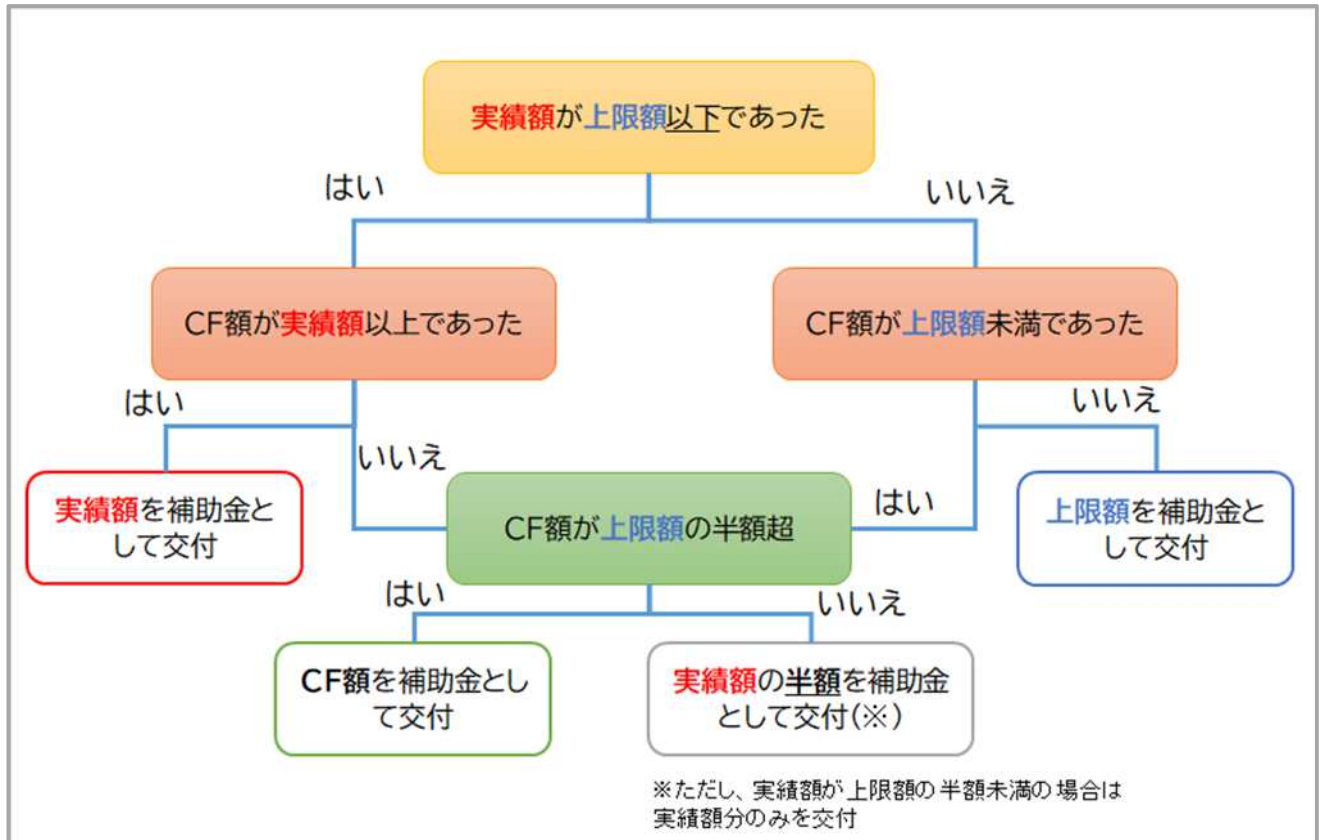 実績額が上限額以下であった
はい
いいえ
CF額が実績額以上であった
CF額が上限額未満であった
はい
いいえ
いいえ
はい
実績額を補助金と
して交付
CF額が上限額の半額超
上限額を補助金と
して交付
はい
いいえ
CF額を補助金とし
て交付
実績額の半額を補助金
として交付(※)
※ただし、実績額が上限額の半額未満の場合は
実績額分のみを交付